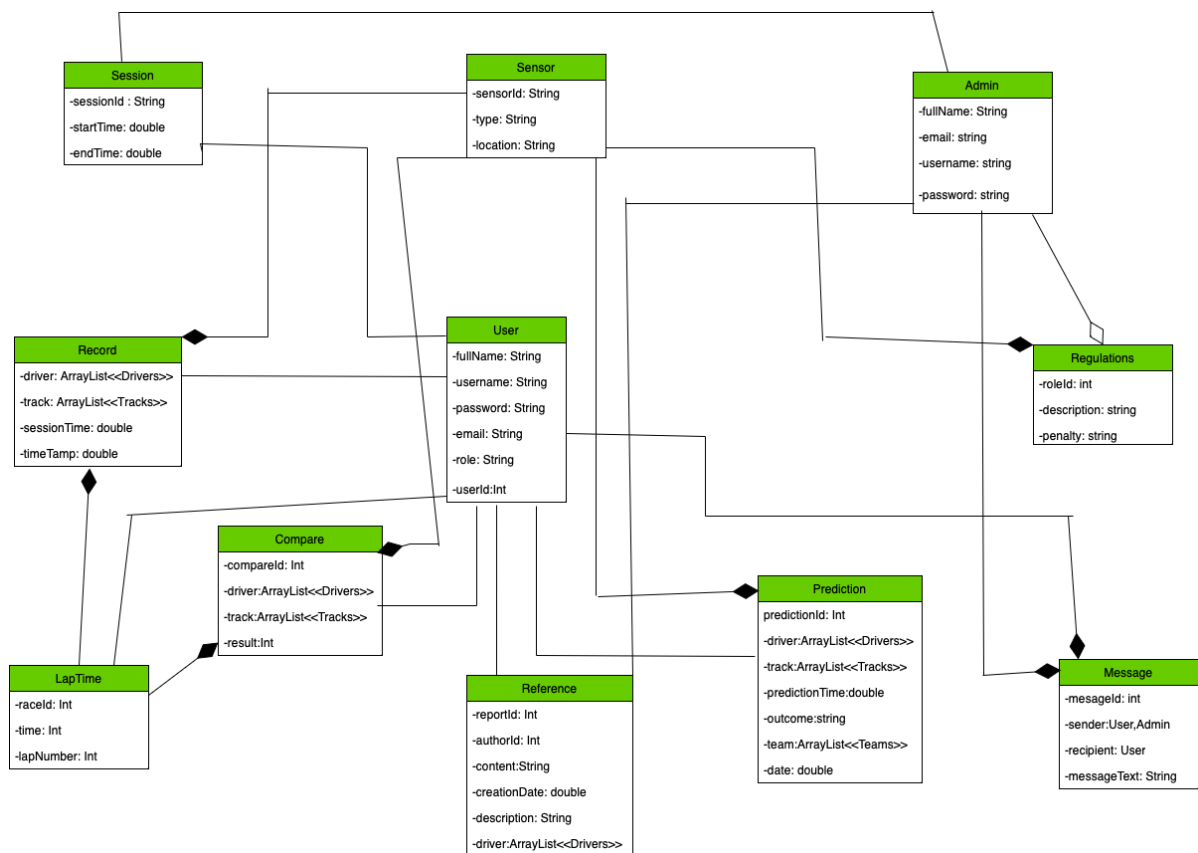 Session
-sessionId : String
-startTime: double
-endTime: double
Sensor
-sensorId: String
-type: String
-location: String
Admin
-fullName: String
-email: string
-username: string
-password: string
Record
-driver: ArrayList<<Drivers>>
-track: ArrayList<<Tracks>>
-sessionTime: double
-timeTamp: double
User
-fullName: String
-username: String
-password: String
-email: String
-role: String
-userId:Int
Regulations
-roleId: int
-description: string
-penalty: string
Compare
-compareId: Int
-driver:ArrayList<<Drivers>>
-track:ArrayList<<Tracks>>
-result:Int
LapTime
-raceId: Int
-time: Int
-lapNumber: Int
Reference
-reportId: Int
-authorId: Int
-content:String
-creationDate: double
-description: String
-driver:ArrayList<<Drivers>>
Prediction
predictionId: Int
-driver:ArrayList<<Drivers>>
-track:ArrayList<<Tracks>>
-predictionTime:double
-outcome:string
-team:ArrayList<<Teams>>
-date: double
Message
-mesageId: int
-sender:User,Admin
-recipient: User
-messageText: String